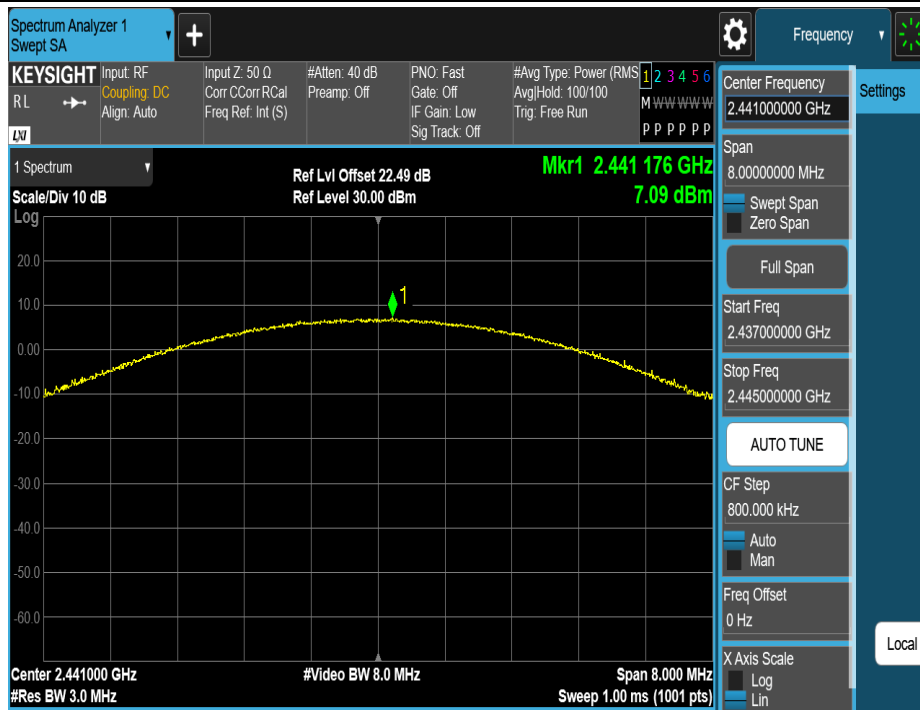 Spectrum Analyzer 1
Swept SA
+
Frequency
KEYSIGHT
RL
LXI
Input: RF
Coupling: DC
Align: Auto
Input Z: 50 Ω
Corr CCorr RCal
Freq Ref: Int (S)
#Atten: 40 dB
Preamp: Off
PNO: Fast
Gate: Off
IF Gain: Low
Sig Track: Off
#Avg Type: Power (RMS
Avg|Hold: 100/100
Trig: Free Run
1 2 3 4 5 6
M W W W W W
P P P P P P
1 Spectrum
Scale/Div 10 dB
Log
Ref Lvl Offset 22.49 dB
Ref Level 30.00 dBm
Mkr1 2.441 176 GHz
7.09 dBm
20.0
10.0
0.00
-10.0
-20.0
-30.0
-40.0
-50.0
-60.0
1
Center 2.441000 GHz
#Res BW 3.0 MHz
#Video BW 8.0 MHz
Span 8.000 MHz
Sweep 1.00 ms (1001 pts)
Center Frequency
2.441000000 GHz
Span
8.00000000 MHz
Swept Span
Zero Span
Full Span
Start Freq
2.437000000 GHz
Stop Freq
2.445000000 GHz
AUTO TUNE
CF Step
800.000 kHz
Auto
Man
Freq Offset
0 Hz
X Axis Scale
Log
Lin
Settings
Local